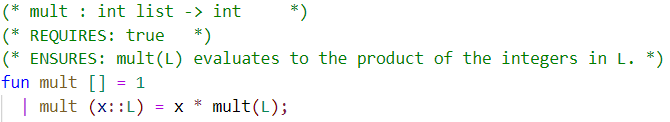 (* mult : int list -> int     *)
(* REQUIRES: true   *)
(* ENSURES: mult(L) evaluates to the product of the integers in L. *)
fun mult [] = 1
  | mult (x::L) = x * mult(L);